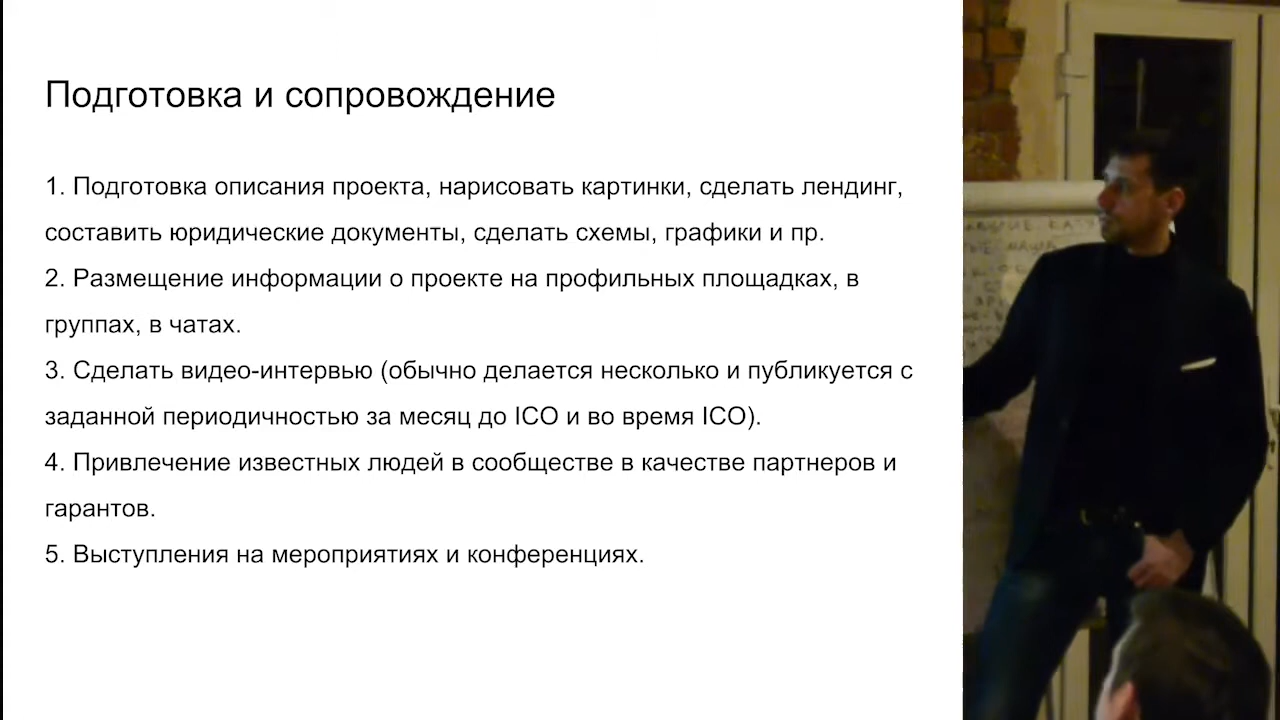 Подготовка и сопровождение
1. Подготовка описания проекта, нарисовать картинки, сделать лендинг,
составить юридические документы, сделать схемы, графики и пр.
2. Размещение информации о проекте на профильных площадках, в
группах, в чатах.
3. Сделать видео-интервью (обычно делается несколько и публикуется с
заданной периодичностью за месяц до ICO и во время ICO).
4. Привлечение известных людей в сообществе в качестве партнеров и
гарантов.
5. Выступления на мероприятиях и конференциях.